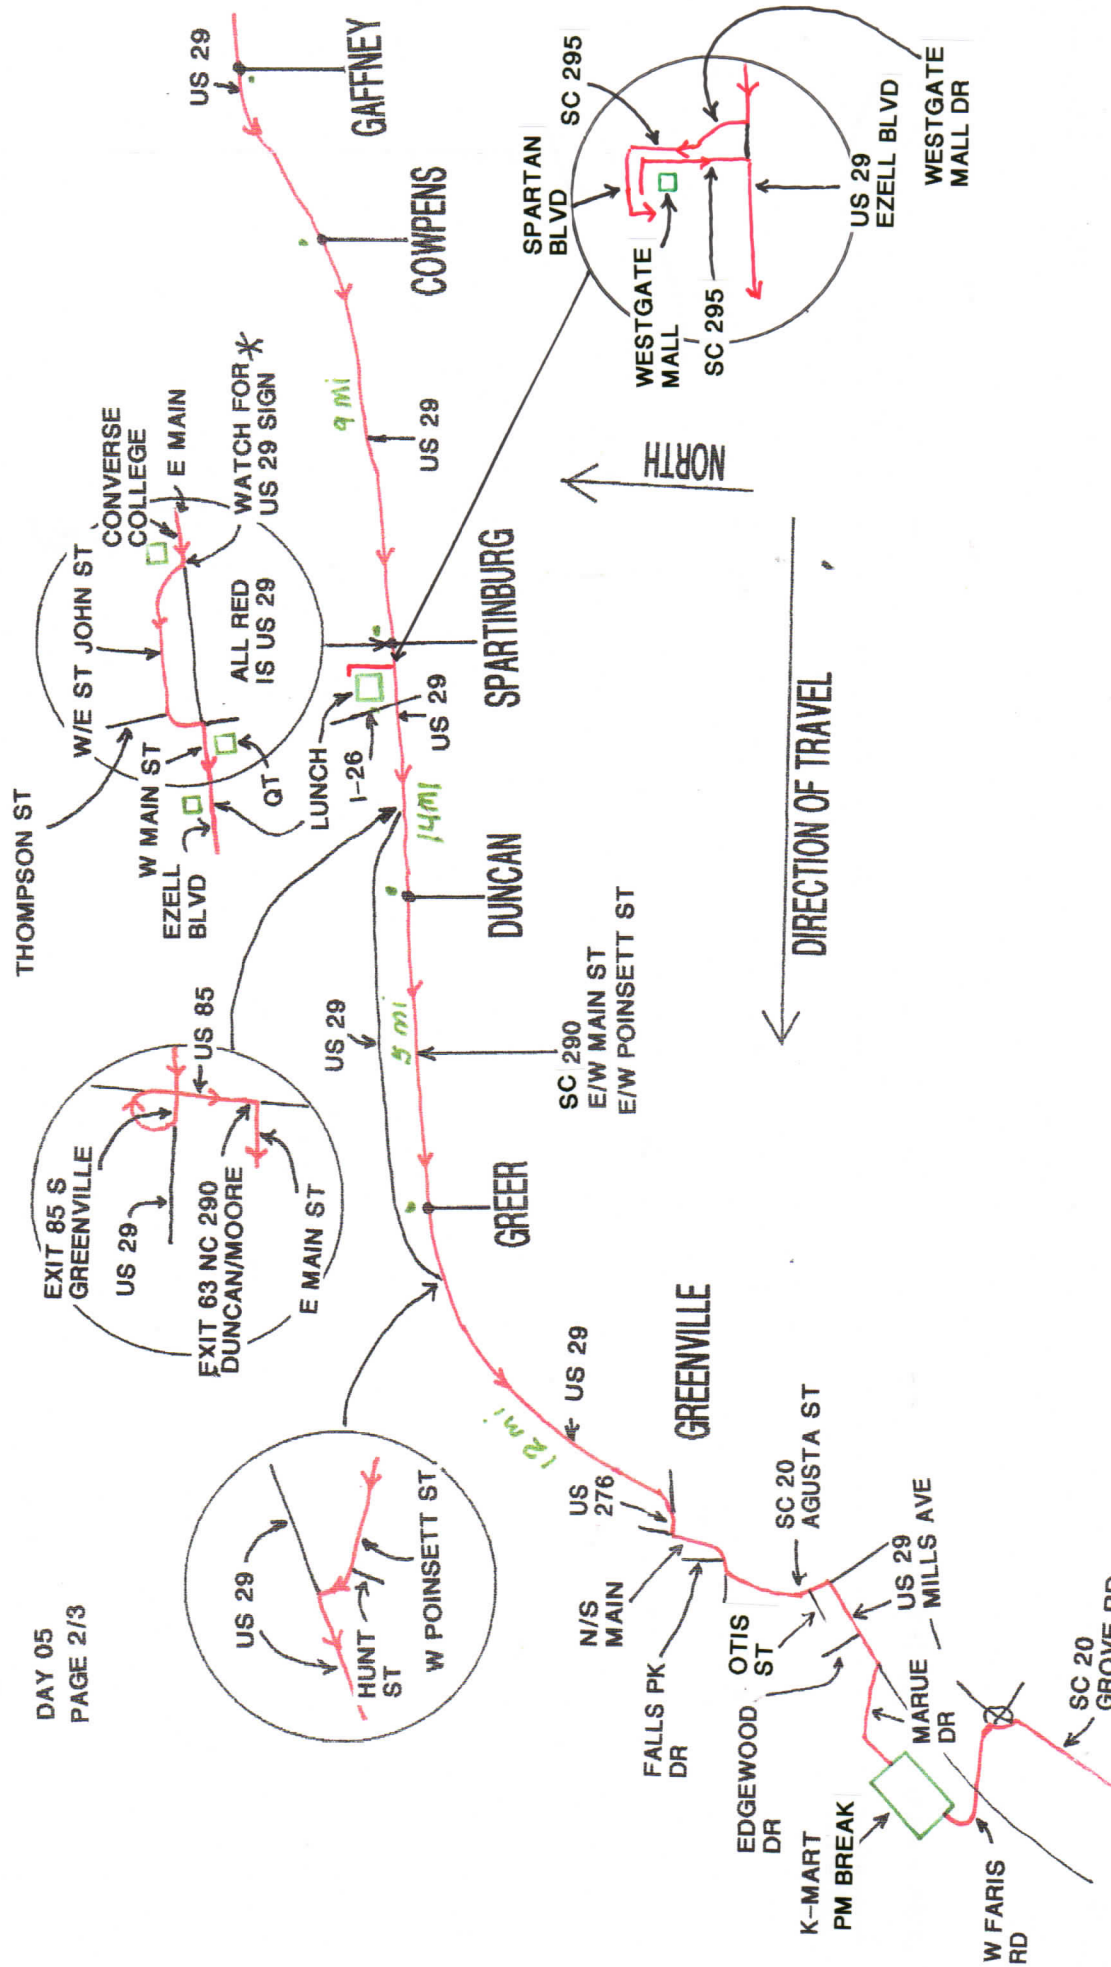 DAY 05
PAGE 2/3
THOMPSON ST
W/E ST JOHN ST
CONVERSE
COLLEGE
E MAIN
WATCH FOR *
US 29 SIGN
ALL RED
IS US 29
W MAIN ST
EZELL
BLVD
QT
LUNCH
I-26
US 29
GAFFNEY
COWPENS
9 mi
US 29
SPARTINBURG
US 29
14 mi
DUNCAN
EXIT 85 S
GREENVILLE
US 29
US 85
EXIT 63 NC 290
DUNCAN/MOORE
E MAIN ST
US 29
5 mi
SC 290
E/W MAIN ST
E/W POINSETT ST
GREER
US 29
HUNT
ST
W POINSETT ST
12 mi
US 29
GREENVILLE
US
276
N/S
MAIN
FALLS PK
DR
SC 20
AGUSTA ST
OTIS
ST
EDGEWOOD
DR
US 29
MILLS AVE
MARUE
DR
K-MART
PM BREAK
W FARIS
RD
SC 20
GROVE RD
SPARTAN
BLVD
SC 295
WESTGATE
MALL
SC 295
US 29
EZELL BLVD
WESTGATE
MALL DR
NORTH
DIRECTION OF TRAVEL